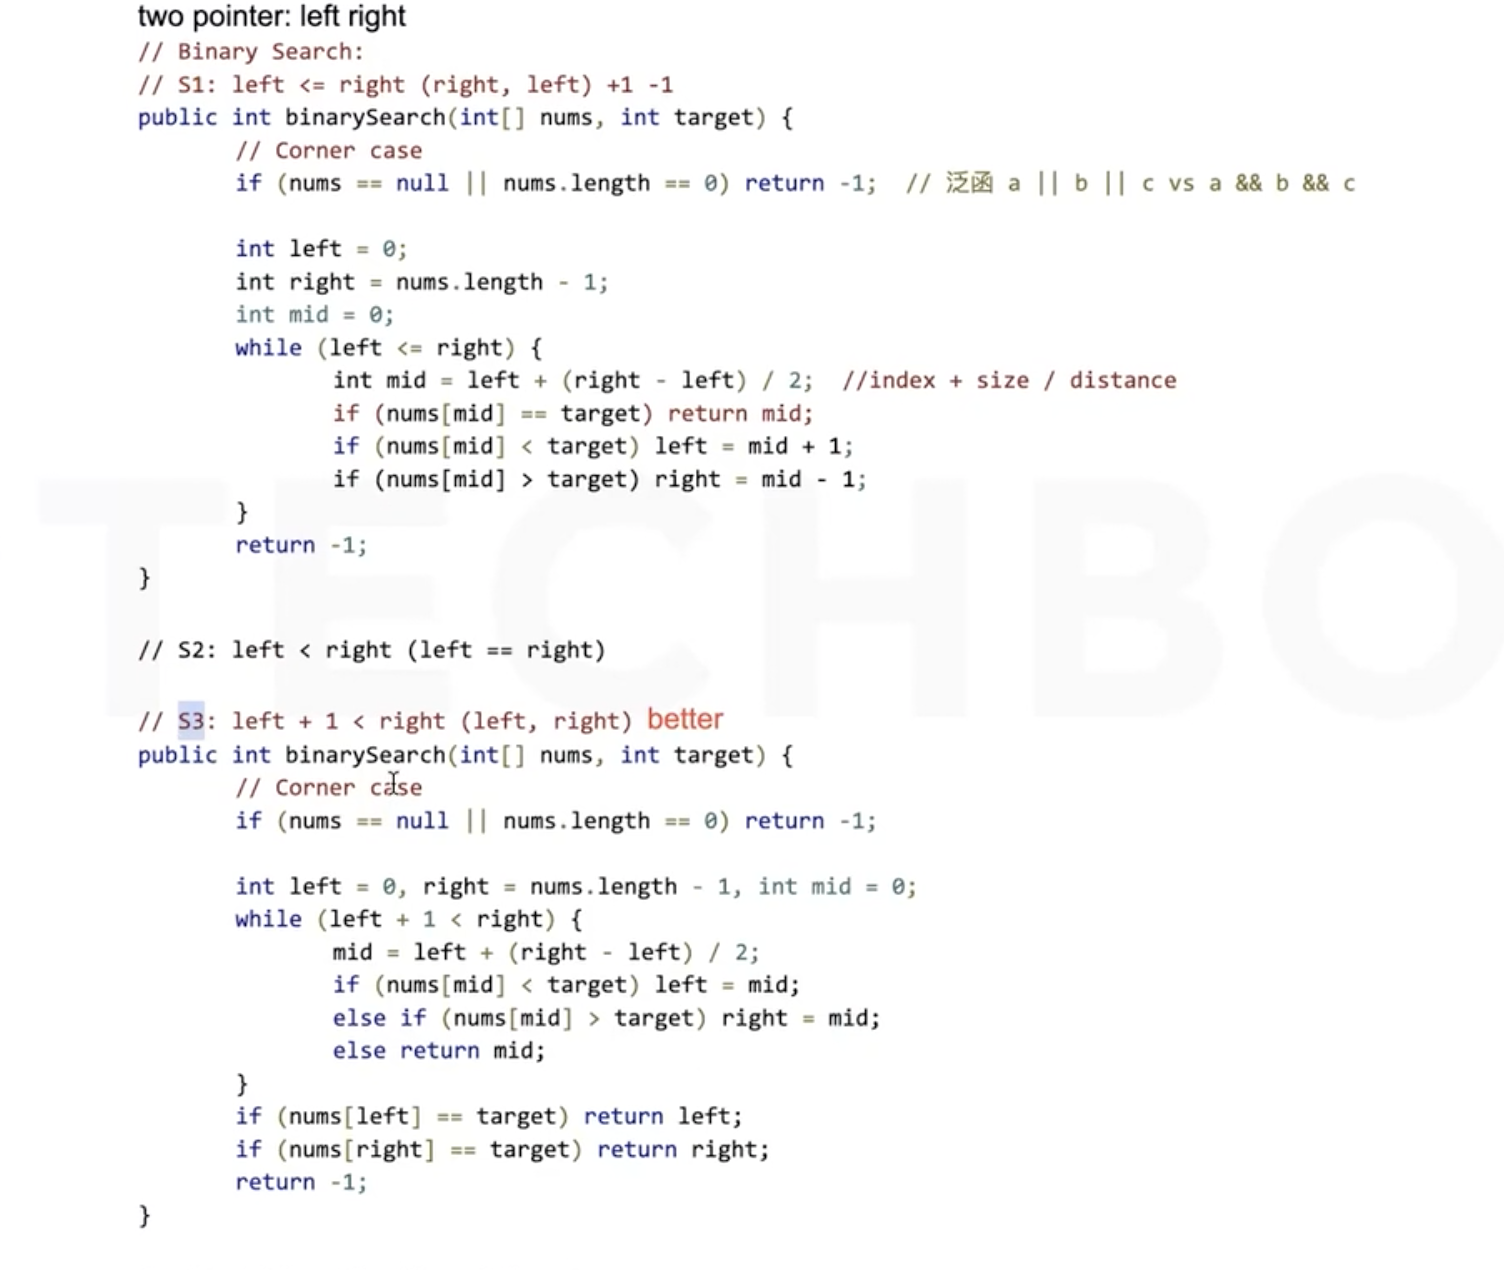 two pointer: left right
// Binary Search:
// S1: left <= right (right, left) +1 -1
public int binarySearch(int[] nums, int target) {
// Corner case
if (nums == null || nums.length == 0) return -1;  // 泛函 a || b || c vs a && b && c
int left = 0;
int right = nums.length - 1;
int mid = 0;
while (left <= right) {
int mid = left + (right - left) / 2;  //index + size / distance
if (nums[mid] == target) return mid;
if (nums[mid] < target) left = mid + 1;
if (nums[mid] > target) right = mid - 1;
}
return -1;
}
// S2: left < right (left == right)
// S3: left + 1 < right (left, right) better
public int binarySearch(int[] nums, int target) {
// Corner case
if (nums == null || nums.length == 0) return -1;
int left = 0, right = nums.length - 1, int mid = 0;
while (left + 1 < right) {
mid = left + (right - left) / 2;
if (nums[mid] < target) left = mid;
else if (nums[mid] > target) right = mid;
else return mid;
}
if (nums[left] == target) return left;
if (nums[right] == target) return right;
return -1;
}
TECHBO